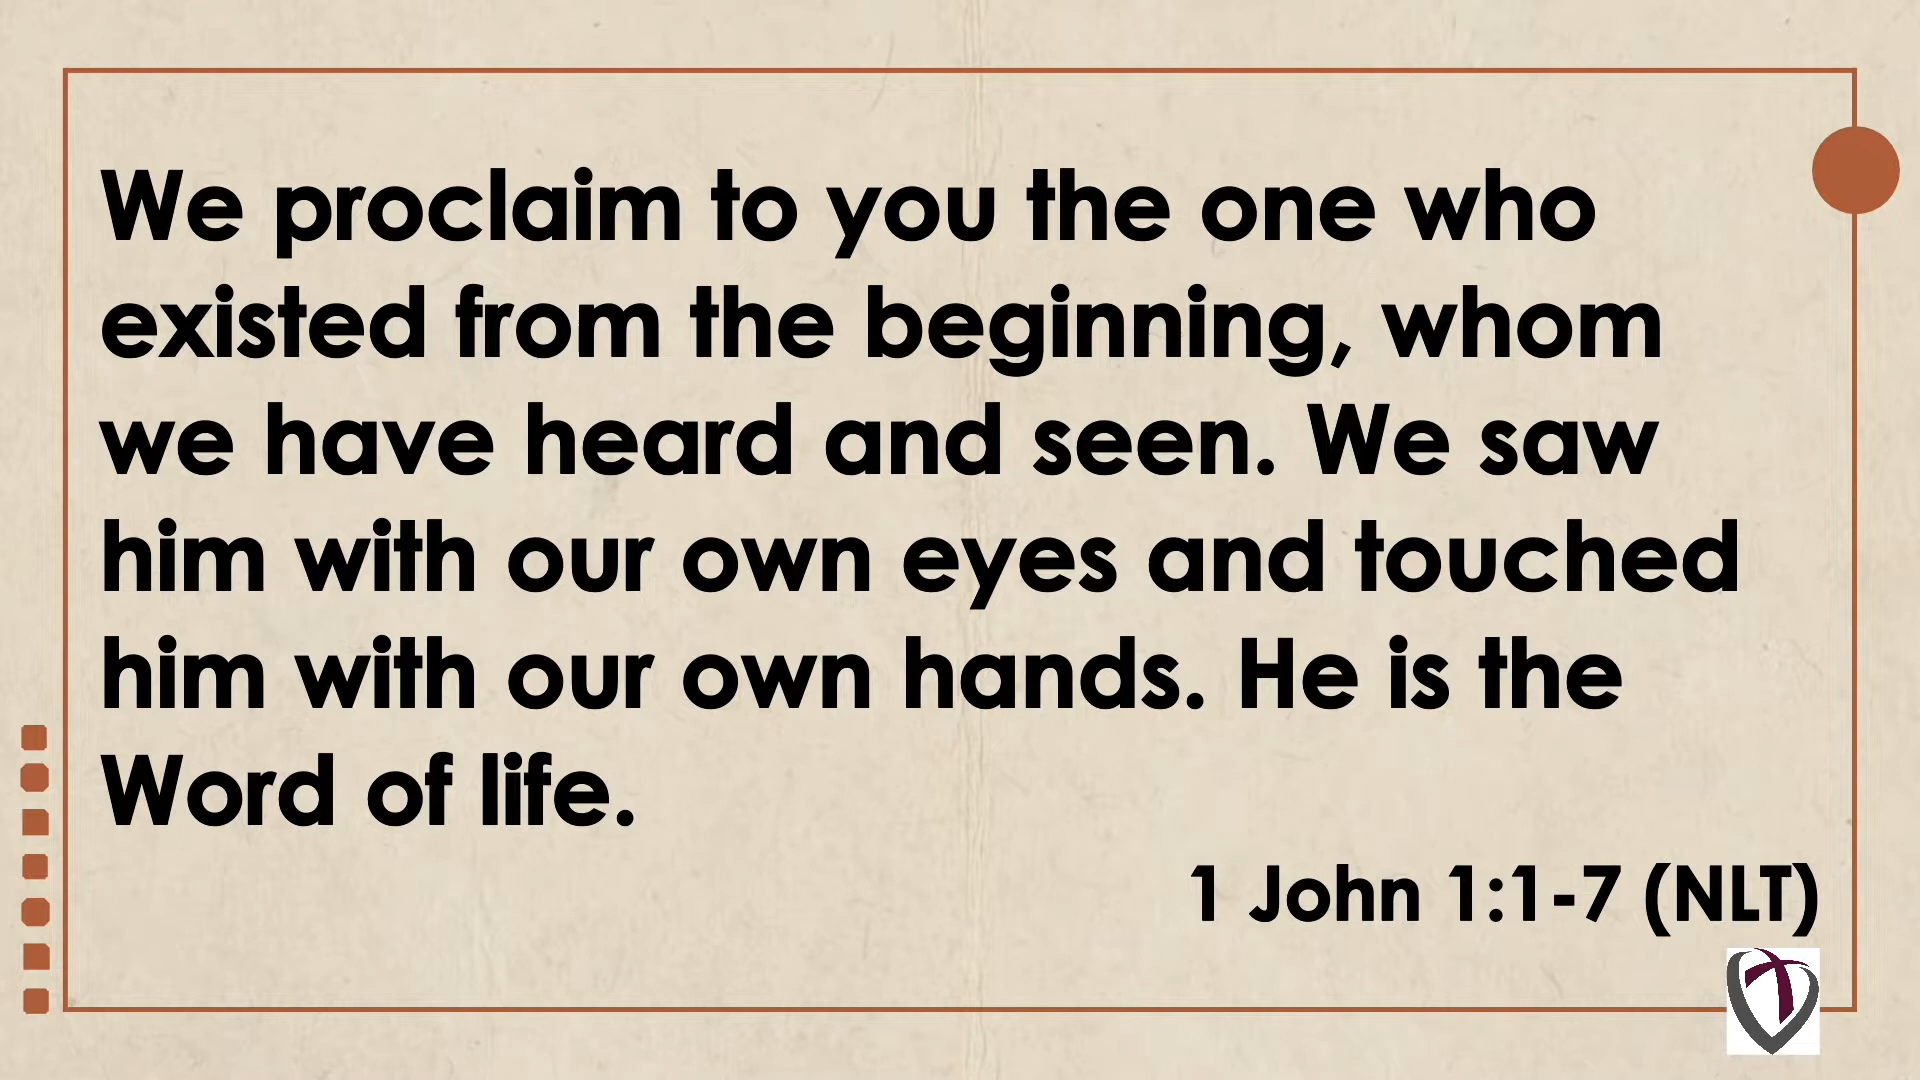 We proclaim to you the one who
existed from the beginning, whom
we have heard and seen. We saw
him with our own eyes and touched
him with our own hands. He is the
Word of life.
1 John 1:1-7 (NLT)